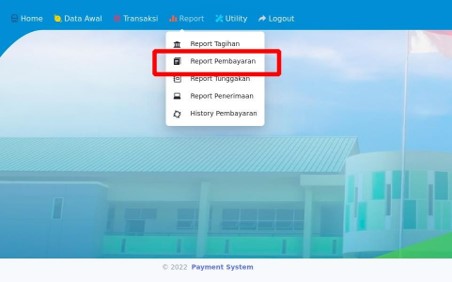 Home Data Awal Transaksi Report Utility Logout
Report Tagihan
Report Pembayaran
Report Tunggakan
Report Penerimaan
History Pembayaran
© 2022 Payment System